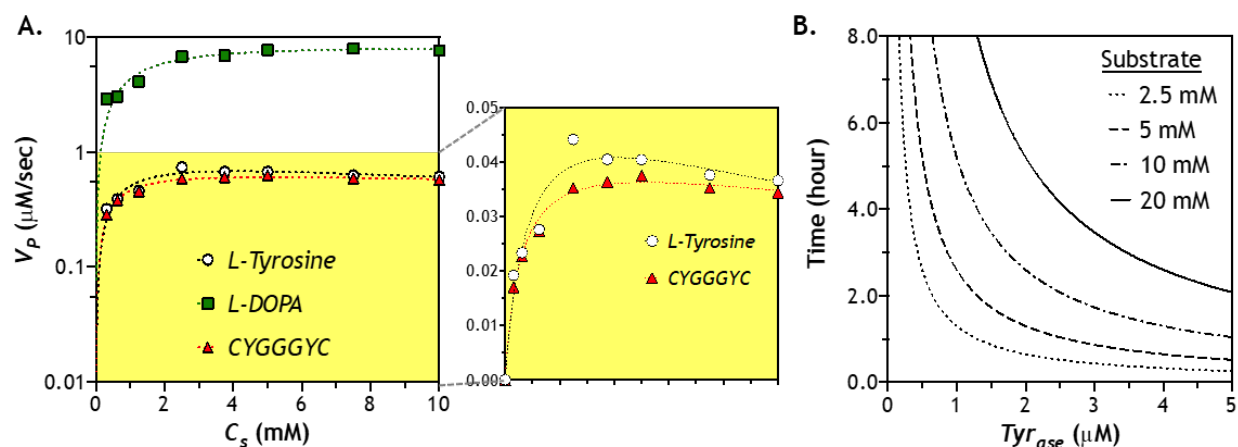 A.
10
1
0.1
0.01
V_P (μM/sec)
0 2 4 6 8 10
C_s (mM)
L-Tyrosine
L-DOPA
CYGGGYC
0.05
0.04
0.03
0.02
0.01
0.00
L-Tyrosine
CYGGGYC
B.
8.0
6.0
4.0
2.0
0.0
Time (hour)
0 1 2 3 4 5
Tyr_ase (μM)
Substrate
2.5 mM
5 mM
10 mM
20 mM